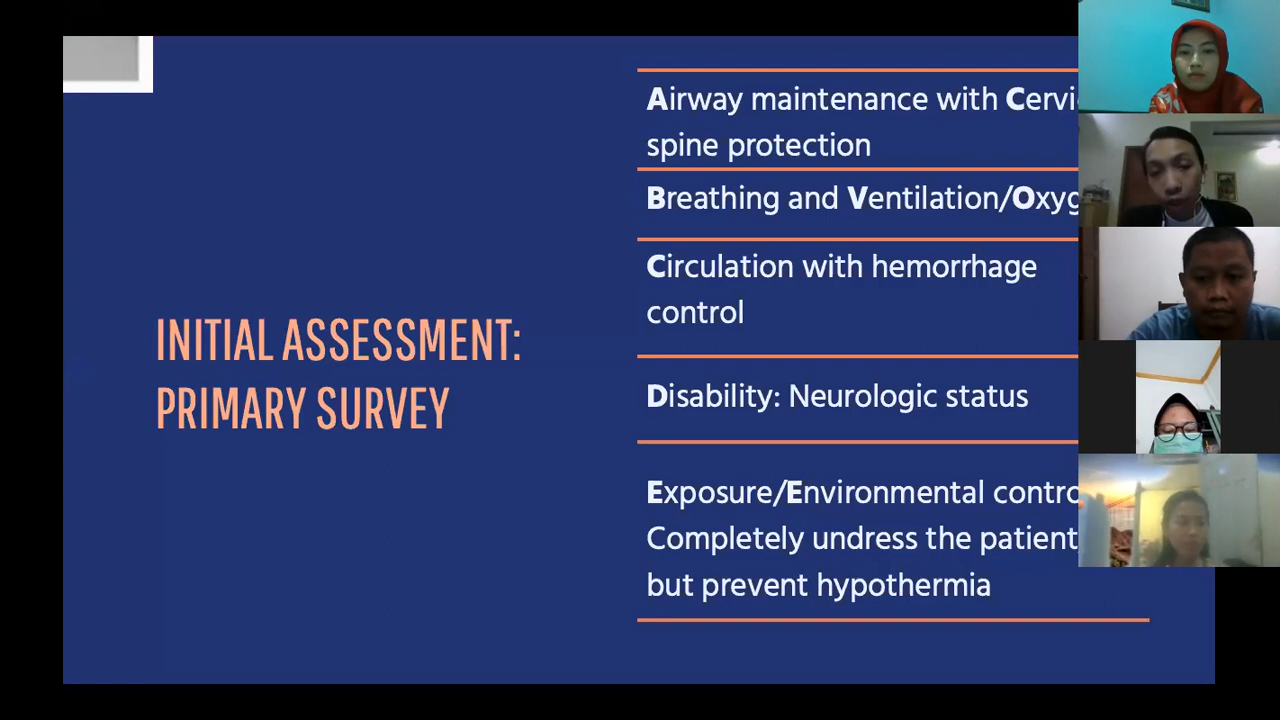 INITIAL ASSESSMENT:
PRIMARY SURVEY
Airway maintenance with
spine protection
Breathing and Ventilation/
Circulation with hemorrhage
control
Disability: Neurologic status
Exposure/Environmental
Completely undress the patient
but prevent hypothermia